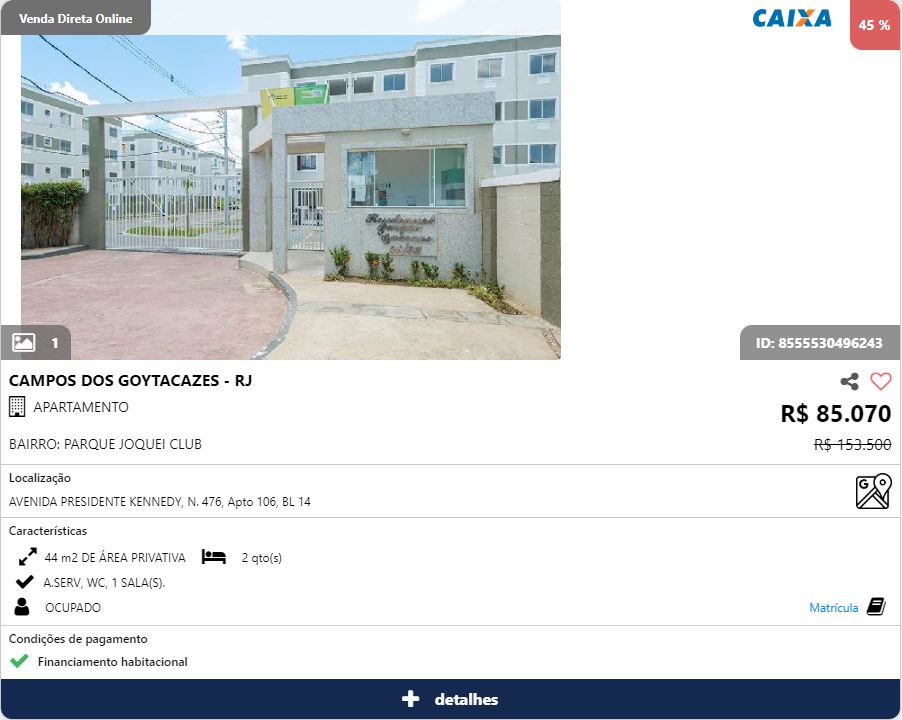 Venda Direta Online
CAIXA
45 %
Residencial
Parque
1
ID: 8555530496243
CAMPOS DOS GOYTACAZES - RJ
APARTAMENTO
R$ 85.070
BAIRRO: PARQUE JOQUEI CLUB
R$ 153.500
Localização
G
AVENIDA PRESIDENTE KENNEDY, N. 476, Apto 106, BL 14
Características
44 m2 DE ÁREA PRIVATIVA 2 qto(s)
A.SERV, WC, 1 SALA(S).
OCUPADO
Matrícula
Condições de pagamento
Financiamento habitacional
detalhes